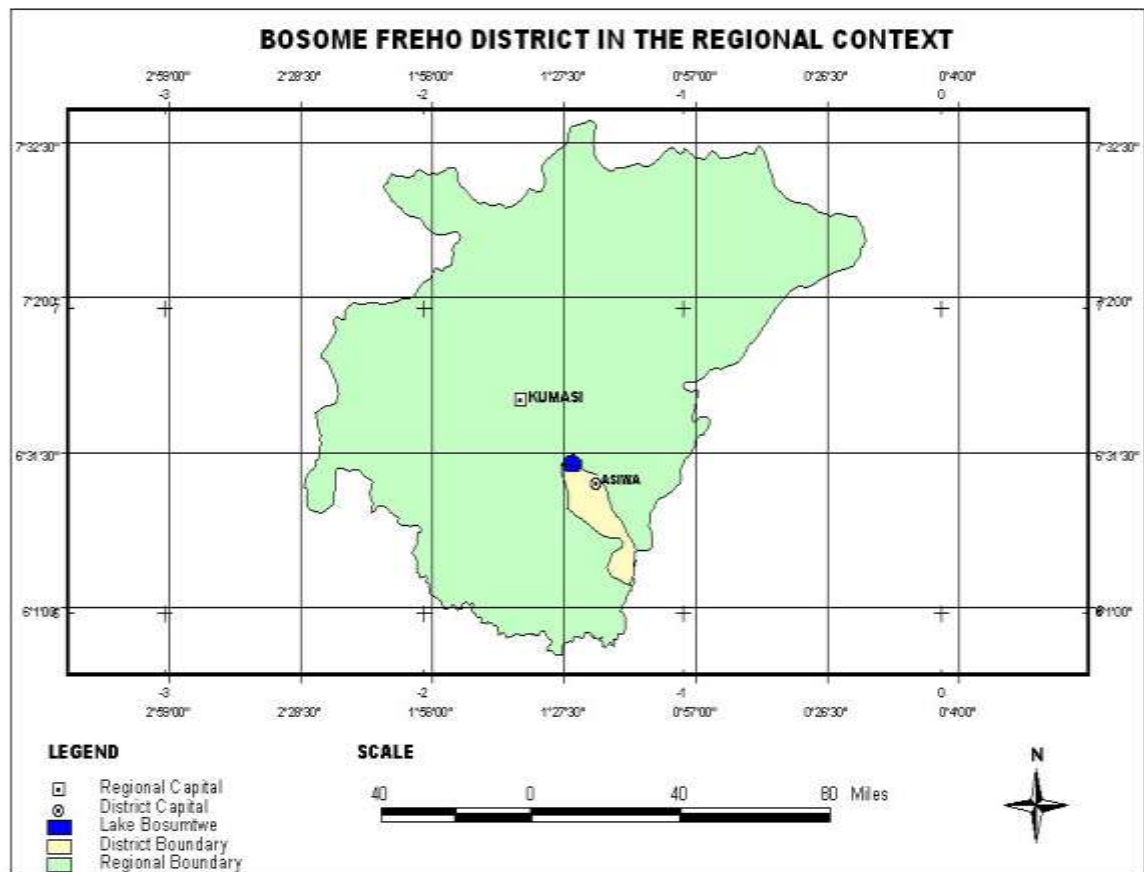 BOSOME FREHO DISTRICT IN THE REGIONAL CONTEXT
2°59'00" 2°28'30" 1°58'00" 1°27'30" 0°57'00" 0°26'30" 0°4'00"
-3 -2 -1 0
7°32'30" 7°32'30"
7°2'00" 7°2'00"
KUMASI
6°31'30" 6°31'30"
ASIWA
6°1'00" 6°1'00"
-3 -2 -1 0
2°59'00" 2°28'30" 1°58'00" 1°27'30" 0°57'00" 0°26'30" 0°4'00"
LEGEND
Regional Capital
District Capital
Lake Bosumtwe
District Boundary
Regional Boundary
SCALE
40 0 40 80 Miles
N